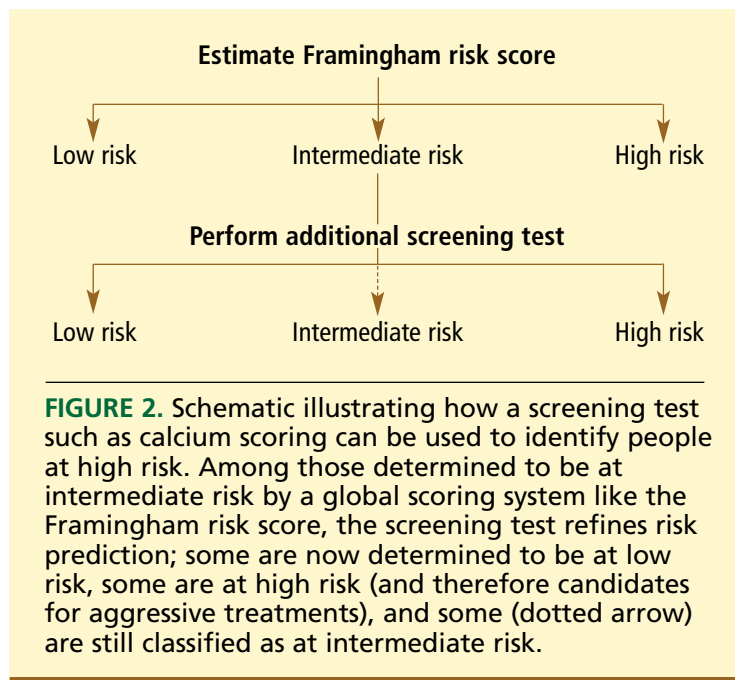 Estimate Framingham risk score
Low risk Intermediate risk High risk
Perform additional screening test
Low risk Intermediate risk High risk
FIGURE 2. Schematic illustrating how a screening test
such as calcium scoring can be used to identify people
at high risk. Among those determined to be at
intermediate risk by a global scoring system like the
Framingham risk score, the screening test refines risk
prediction; some are now determined to be at low
risk, some are at high risk (and therefore candidates
for aggressive treatments), and some (dotted arrow)
are still classified as at intermediate risk.